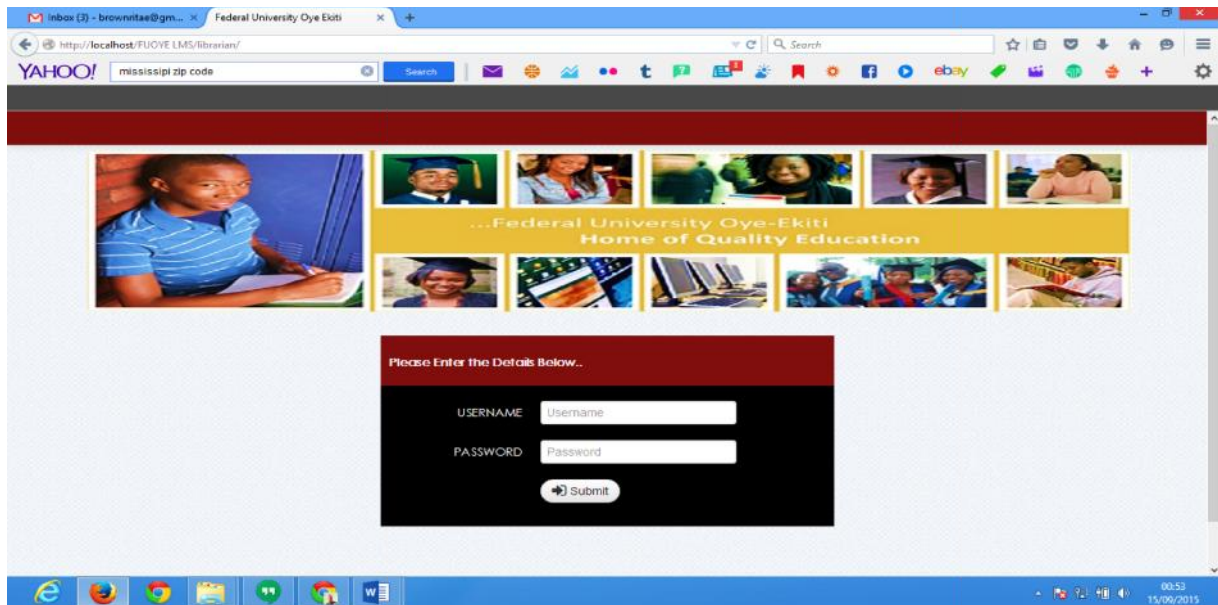 Inbox (3) - brownritae@gm...
Federal University Oye Ekiti
http://localhost/FUOYE LMS/librarian/
Search
YAHOO!
mississipi zip code
Search
t
1
ebay
...Federal University Oye-Ekiti
Home of Quality Education
Please Enter the Details Below..
USERNAME
Username
PASSWORD
Password
Submit
00:53
15/09/2015